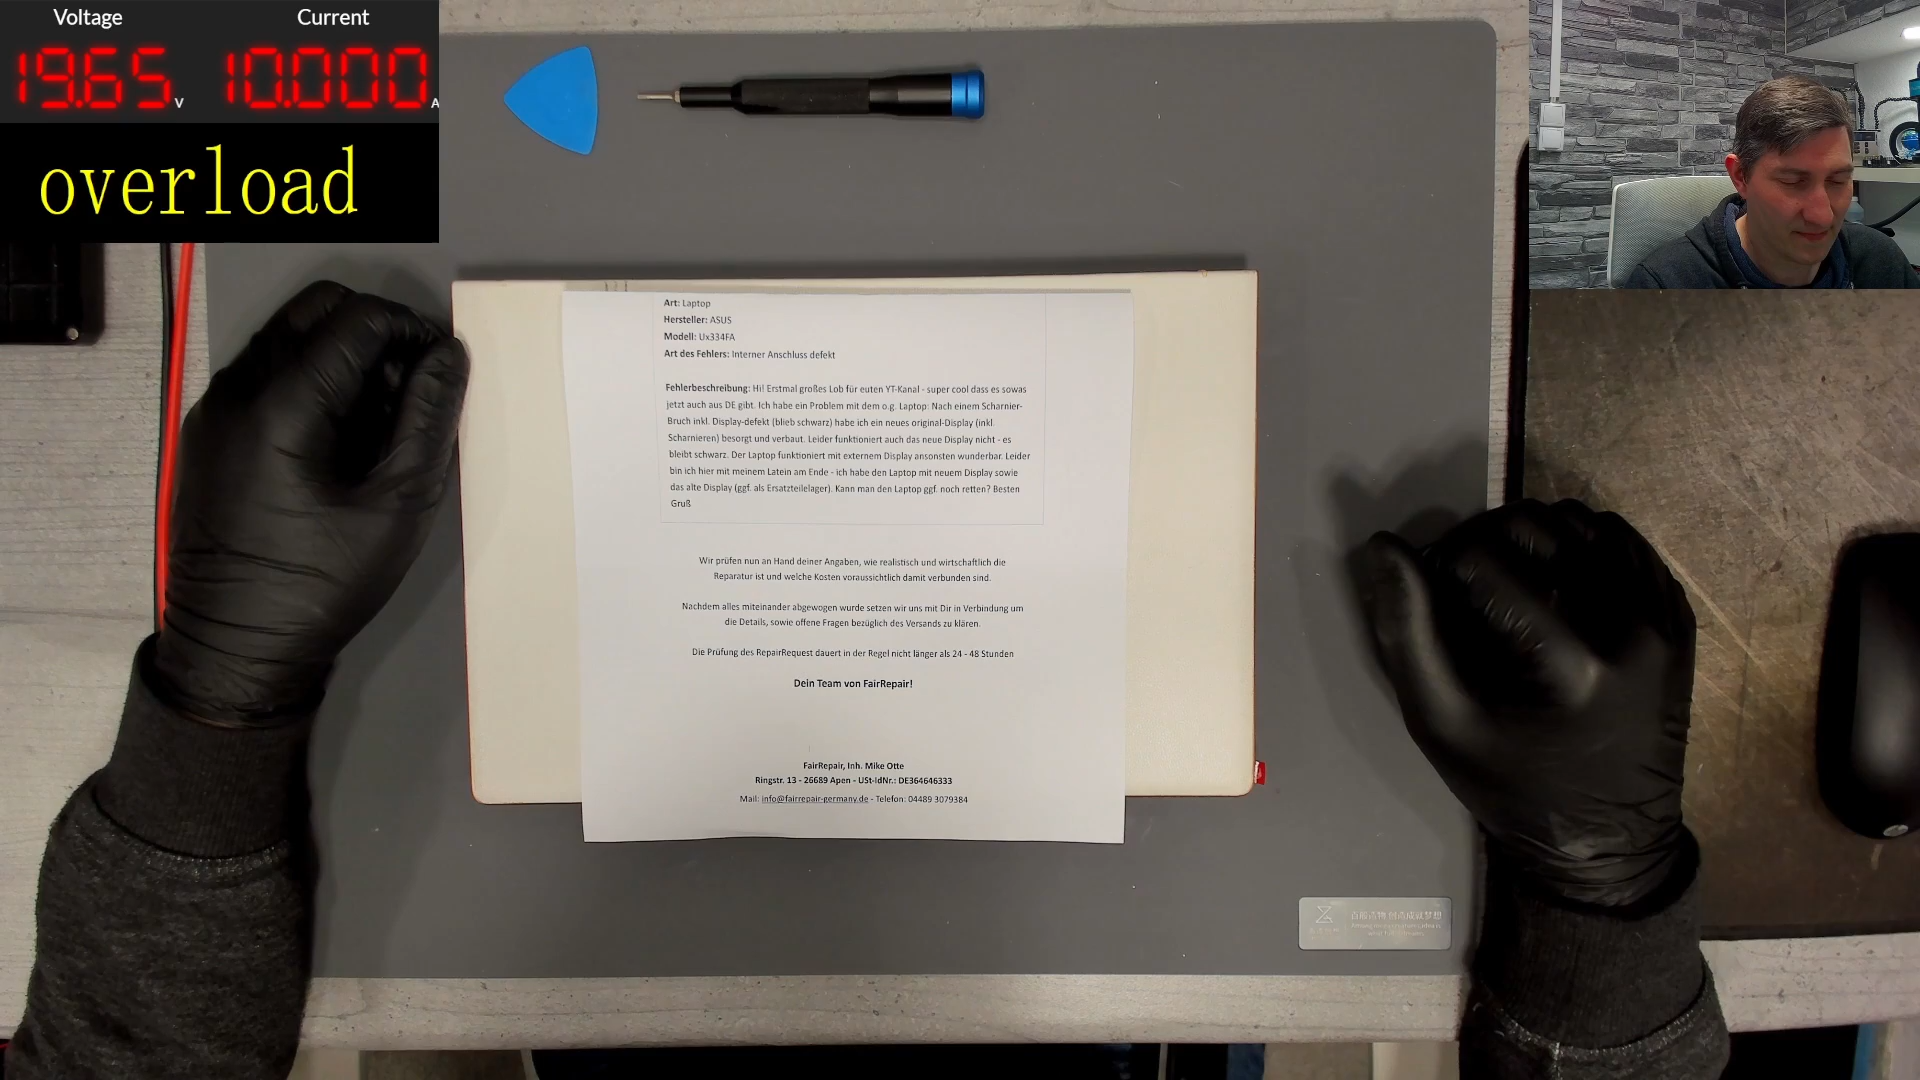 Voltage Current
19.65 V 10.000 A
overload
Art: Laptop
Hersteller: ASUS
Modell: Ux334FA
Art des Fehlers: Interner Anschluss defekt
Fehlerbeschreibung: Hi! Erstmal großes Lob für euten YT-Kanal - super cool dass es sowas
jetzt auch aus DE gibt. Ich habe ein Problem mit dem o.g. Laptop: Nach einem Scharnier-
Bruch inkl. Display-defekt (blieb schwarz) habe ich ein neues original-Display (inkl.
Scharnieren) besorgt und verbaut. Leider funktioniert auch das neue Display nicht - es
bleibt schwarz. Der Laptop funktioniert mit externem Display ansonsten wunderbar. Leider
bin ich hier mit meinem Latein am Ende - ich habe den Laptop mit neuem Display sowie
das alte Display (ggf. als Ersatzteilelager). Kann man den Laptop ggf. noch retten? Besten
Gruß
Wir prüfen nun an Hand deiner Angaben, wie realistisch und wirtschaftlich die
Reparatur ist und welche Kosten voraussichtlich damit verbunden sind.
Nachdem alles miteinander abgewogen wurde setzen wir uns mit Dir in Verbindung um
die Details, sowie offene Fragen bezüglich des Versands zu klären.
Die Prüfung des RepairRequest dauert in der Regel nicht länger als 24 - 48 Stunden
Dein Team von FairRepair!
FairRepair, Inh. Mike Otte
Ringstr. 13 - 26689 Apen - USt-IdNr.: DE364646333
Mail: info@fairrepair-germany.de - Telefon: 04489 3079384